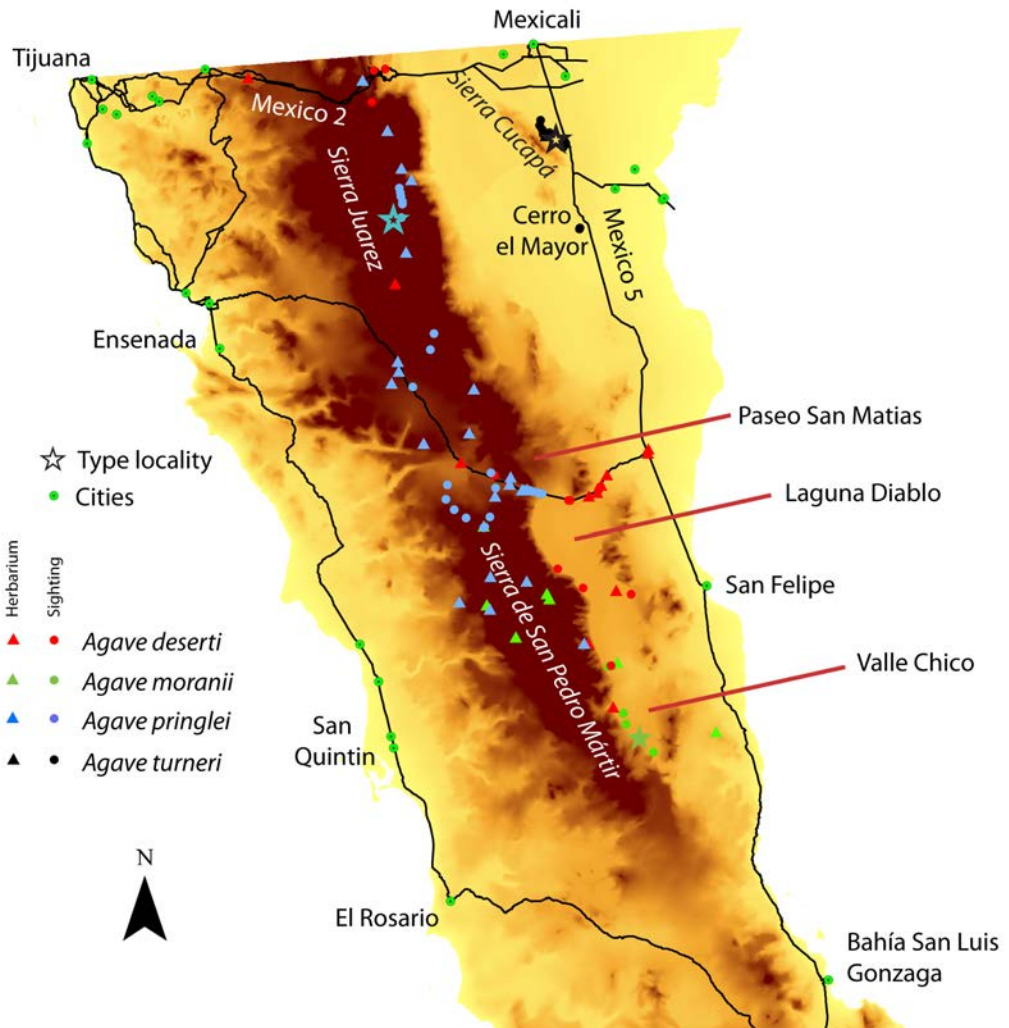 Mexicali
Tijuana
Mexico 2
Sierra Cucapá
Sierra Juarez
Cerro
el Mayor
Mexico 5
Ensenada
Paseo San Matias
Type locality
Cities
Laguna Diablo
Herbarium
Sighting
San Felipe
Sierra de San Pedro Mártir
Agave deserti
Agave moranii
Agave pringlei
Agave turneri
Valle Chico
San
Quintin
N
El Rosario
Bahía San Luis
Gonzaga